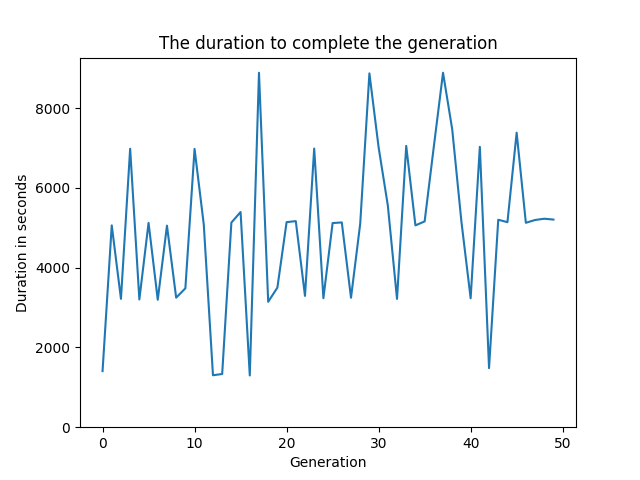 The duration to complete the generation
8000
6000
4000
2000
0
Duration in seconds
0 10 20 30 40 50
Generation